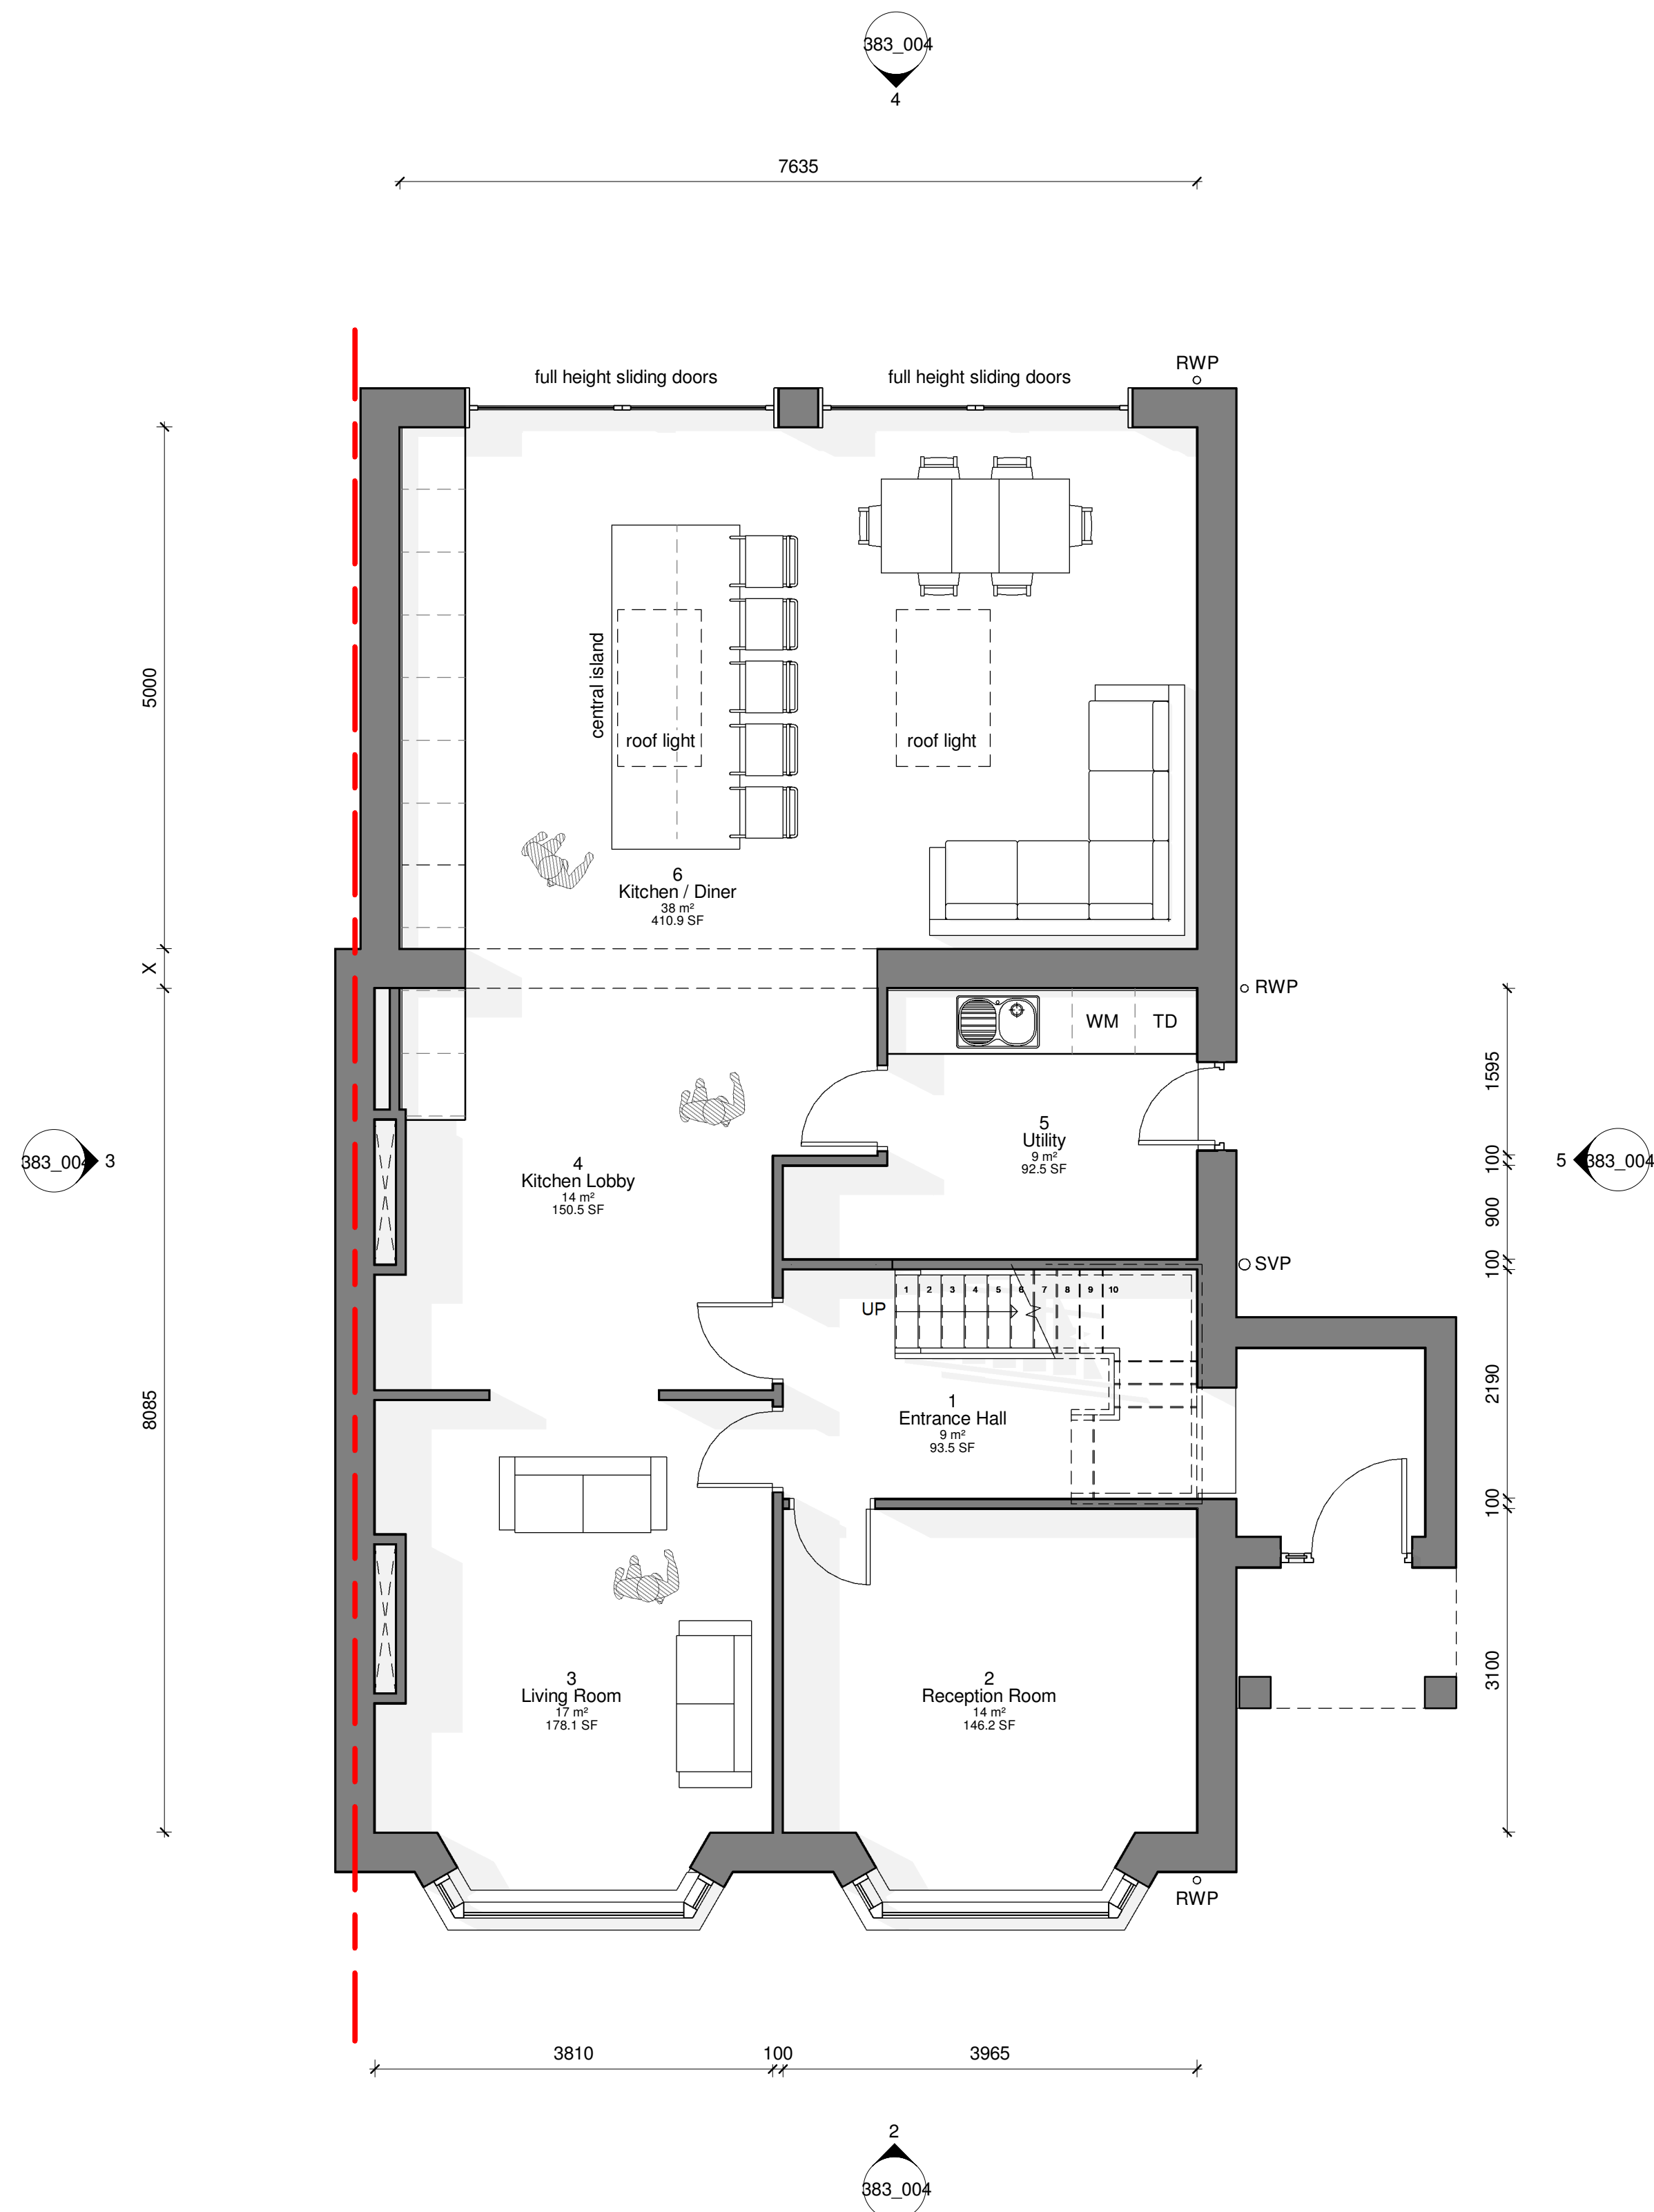 383_004
4
7635
RWP
full height sliding doors
full height sliding doors
5000
central island
roof light
roof light
6
Kitchen / Diner
38 m²
410.9 SF
X
RWP
WM
TD
1595
5
Utility
9 m²
92.5 SF
4
Kitchen Lobby
14 m²
150.5 SF
383_004
3
5
383_004
100
900
100
SVP
UP
1 2 3 4 5 6 7 8 9 10
8085
2190
1
Entrance Hall
9 m²
93.5 SF
100
3100
3
Living Room
17 m²
178.1 SF
2
Reception Room
14 m²
146.2 SF
RWP
3810
100
3965
2
383_004